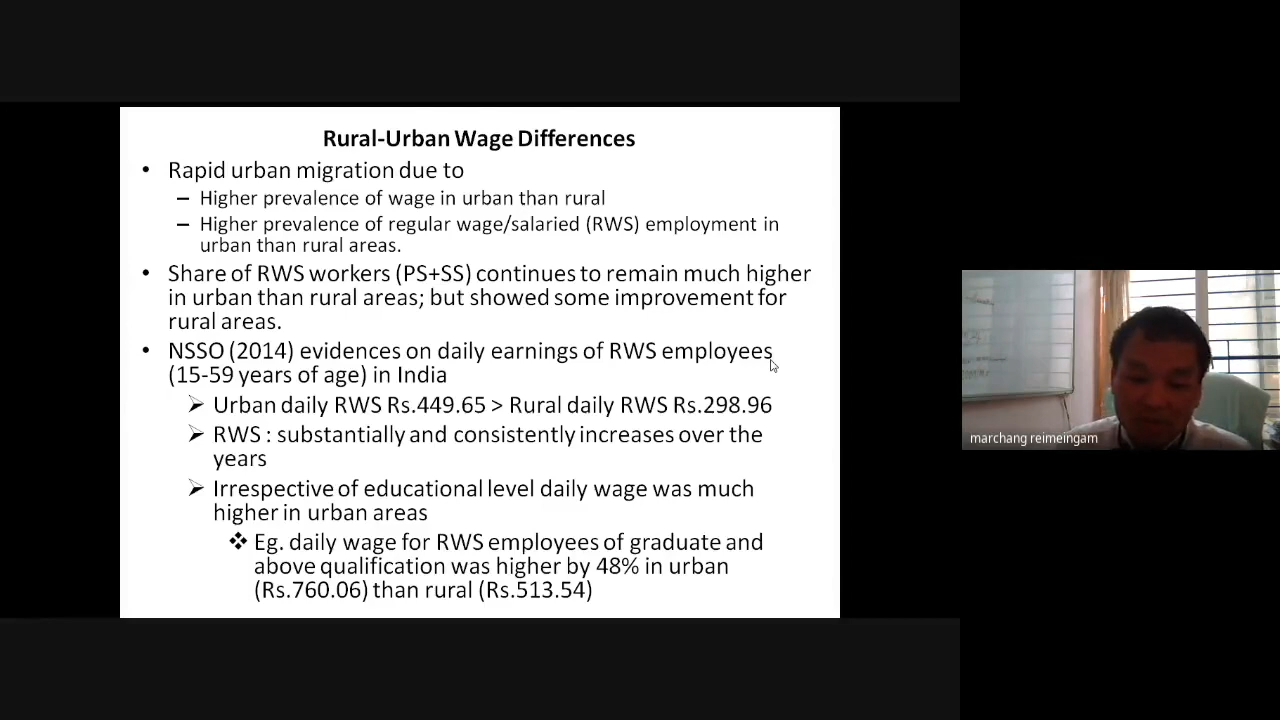 Rural-Urban Wage Differences
• Rapid urban migration due to
– Higher prevalence of wage in urban than rural
– Higher prevalence of regular wage/salaried (RWS) employment in
urban than rural areas.
• Share of RWS workers (PS+SS) continues to remain much higher
in urban than rural areas; but showed some improvement for
rural areas.
• NSSO (2014) evidences on daily earnings of RWS employees
(15-59 years of age) in India
➢ Urban daily RWS Rs.449.65 > Rural daily RWS Rs.298.96
➢ RWS : substantially and consistently increases over the
years
➢ Irrespective of educational level daily wage was much
higher in urban areas
❖ Eg. daily wage for RWS employees of graduate and
above qualification was higher by 48% in urban
(Rs.760.06) than rural (Rs.513.54)
marchang reimeingam